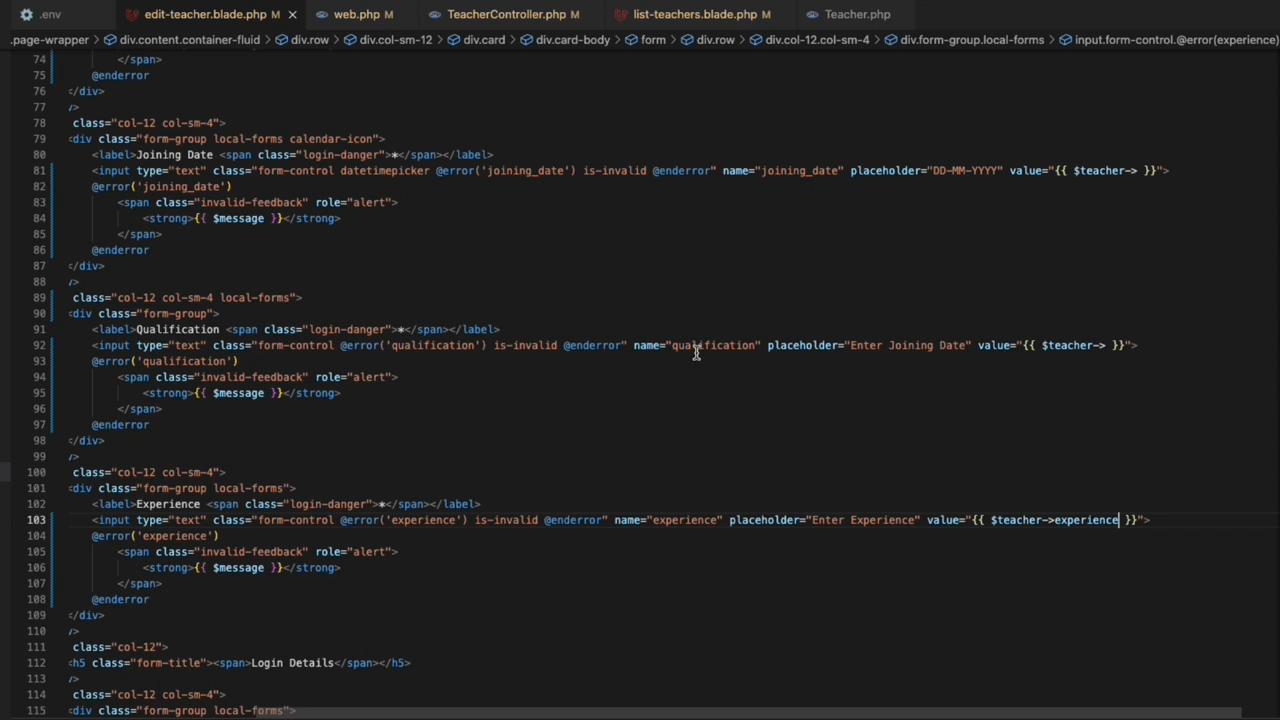 .env edit-teacher.blade.php M × web.php M TeacherController.php M list-teachers.blade.php M Teacher.php
.page-wrapper > div.content.container-fluid > div.row > div.col-sm-12 > div.card > div.card-body > form > div.row > div.col-12.col-sm-4 > div.form-group.local-forms > input.form-control.@error(experience)
74 </span>
75 @enderror
76 </div>
77 />
78 class="col-12 col-sm-4">
79 <div class="form-group local-forms calendar-icon">
80 <label>Joining Date <span class="login-danger">*</span></label>
81 <input type="text" class="form-control datetimepicker @error('joining_date') is-invalid @enderror" name="joining_date" placeholder="DD-MM-YYYY" value="{{ $teacher-> }}">
82 @error('joining_date')
83 <span class="invalid-feedback" role="alert">
84 <strong>{{ $message }}</strong>
85 </span>
86 @enderror
87 </div>
88 />
89 class="col-12 col-sm-4 local-forms">
90 <div class="form-group">
91 <label>Qualification <span class="login-danger">*</span></label>
92 <input type="text" class="form-control @error('qualification') is-invalid @enderror" name="qualification" placeholder="Enter Joining Date" value="{{ $teacher-> }}">
93 @error('qualification')
94 <span class="invalid-feedback" role="alert">
95 <strong>{{ $message }}</strong>
96 </span>
97 @enderror
98 </div>
99 />
100 class="col-12 col-sm-4">
101 <div class="form-group local-forms">
102 <label>Experience <span class="login-danger">*</span></label>
103 <input type="text" class="form-control @error('experience') is-invalid @enderror" name="experience" placeholder="Enter Experience" value="{{ $teacher->experience }}">
104 @error('experience')
105 <span class="invalid-feedback" role="alert">
106 <strong>{{ $message }}</strong>
107 </span>
108 @enderror
109 </div>
110 />
111 class="col-12">
112 <h5 class="form-title"><span>Login Details</span></h5>
113 />
114 class="col-12 col-sm-4">
115 <div class="form-group local-forms">